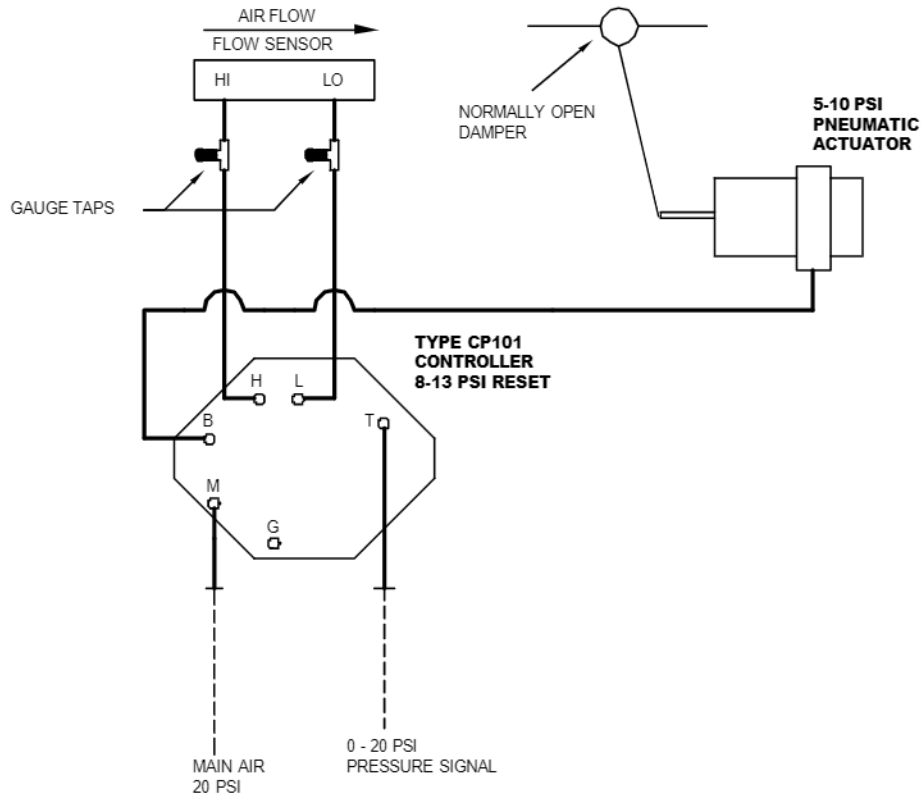 AIR FLOW
FLOW SENSOR
HI
LO
NORMALLY OPEN
DAMPER
5-10 PSI
PNEUMATIC
ACTUATOR
GAUGE TAPS
TYPE CP101
CONTROLLER
8-13 PSI RESET
H
L
B
T
M
G
MAIN AIR
20 PSI
0 - 20 PSI
PRESSURE SIGNAL